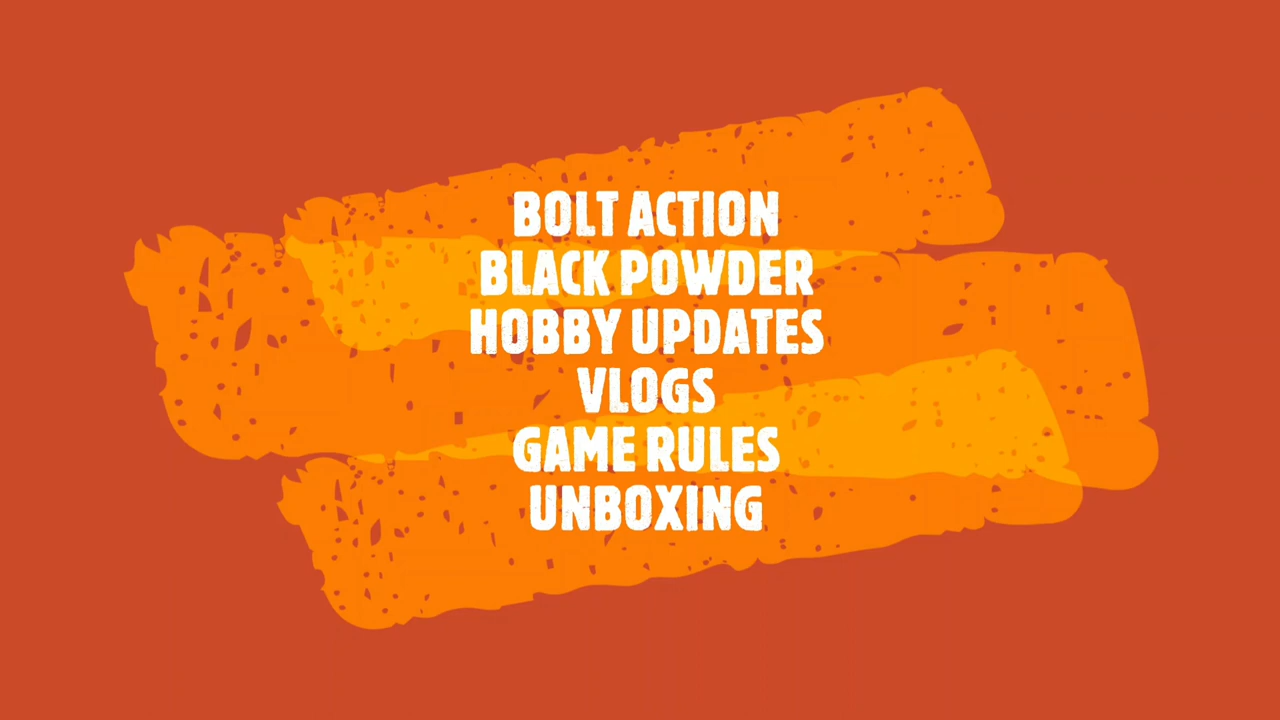 BOLT ACTION
BLACK POWDER
HOBBY UPDATES
VLOGS
GAME RULES
UNBOXING